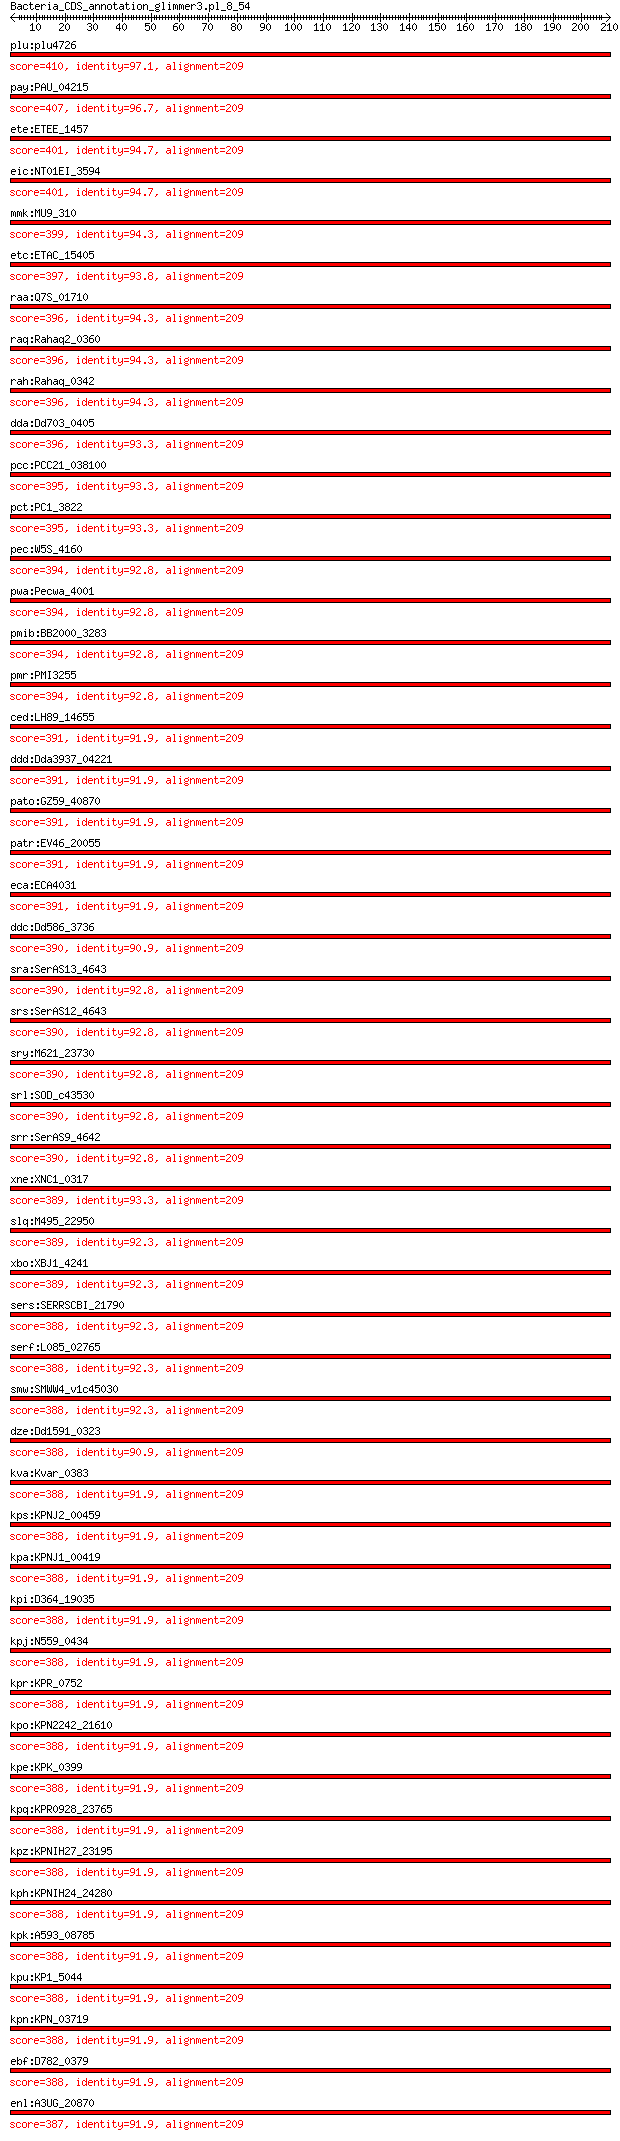 Bacteria_CDS_annotation_glimmer3.pl_8_54
10 20 30 40 50 60 70 80 90 100 110 120 130 140 150 160 170 180 190 200 210
plu:plu4726
score=410, identity=97.1, alignment=209
pay:PAU_04215
score=407, identity=96.7, alignment=209
ete:ETEE_1457
score=401, identity=94.7, alignment=209
eic:NT01EI_3594
score=401, identity=94.7, alignment=209
mmk:MU9_310
score=399, identity=94.3, alignment=209
etc:ETAC_15405
score=397, identity=93.8, alignment=209
raa:Q7S_01710
score=396, identity=94.3, alignment=209
raq:Rahaq2_0360
score=396, identity=94.3, alignment=209
rah:Rahaq_0342
score=396, identity=94.3, alignment=209
dda:Dd703_0405
score=396, identity=93.3, alignment=209
pcc:PCC21_038100
score=395, identity=93.3, alignment=209
pct:PC1_3822
score=395, identity=93.3, alignment=209
pec:W5S_4160
score=394, identity=92.8, alignment=209
pwa:Pecwa_4001
score=394, identity=92.8, alignment=209
pmib:BB2000_3283
score=394, identity=92.8, alignment=209
pmr:PMI3255
score=394, identity=92.8, alignment=209
ced:LH89_14655
score=391, identity=91.9, alignment=209
ddd:Dda3937_04221
score=391, identity=91.9, alignment=209
pato:GZ59_40870
score=391, identity=91.9, alignment=209
patr:EV46_20055
score=391, identity=91.9, alignment=209
eca:ECA4031
score=391, identity=91.9, alignment=209
ddc:Dd586_3736
score=390, identity=90.9, alignment=209
sra:SerAS13_4643
score=390, identity=92.8, alignment=209
srs:SerAS12_4643
score=390, identity=92.8, alignment=209
sry:M621_23730
score=390, identity=92.8, alignment=209
srl:SOD_c43530
score=390, identity=92.8, alignment=209
srr:SerAS9_4642
score=390, identity=92.8, alignment=209
xne:XNC1_0317
score=389, identity=93.3, alignment=209
slq:M495_22950
score=389, identity=92.3, alignment=209
xbo:XBJ1_4241
score=389, identity=92.3, alignment=209
sers:SERRSCBI_21790
score=388, identity=92.3, alignment=209
serf:L085_02765
score=388, identity=92.3, alignment=209
smw:SMWW4_v1c45030
score=388, identity=92.3, alignment=209
dze:Dd1591_0323
score=388, identity=90.9, alignment=209
kva:Kvar_0383
score=388, identity=91.9, alignment=209
kps:KPNJ2_00459
score=388, identity=91.9, alignment=209
kpa:KPNJ1_00419
score=388, identity=91.9, alignment=209
kpi:D364_19035
score=388, identity=91.9, alignment=209
kpj:N559_0434
score=388, identity=91.9, alignment=209
kpr:KPR_0752
score=388, identity=91.9, alignment=209
kpo:KPN2242_21610
score=388, identity=91.9, alignment=209
kpe:KPK_0399
score=388, identity=91.9, alignment=209
kpq:KPR0928_23765
score=388, identity=91.9, alignment=209
kpz:KPNIH27_23195
score=388, identity=91.9, alignment=209
kph:KPNIH24_24280
score=388, identity=91.9, alignment=209
kpk:A593_08785
score=388, identity=91.9, alignment=209
kpu:KP1_5044
score=388, identity=91.9, alignment=209
kpn:KPN_03719
score=388, identity=91.9, alignment=209
ebf:D782_0379
score=388, identity=91.9, alignment=209
enl:A3UG_20870
score=387, identity=91.9, alignment=209